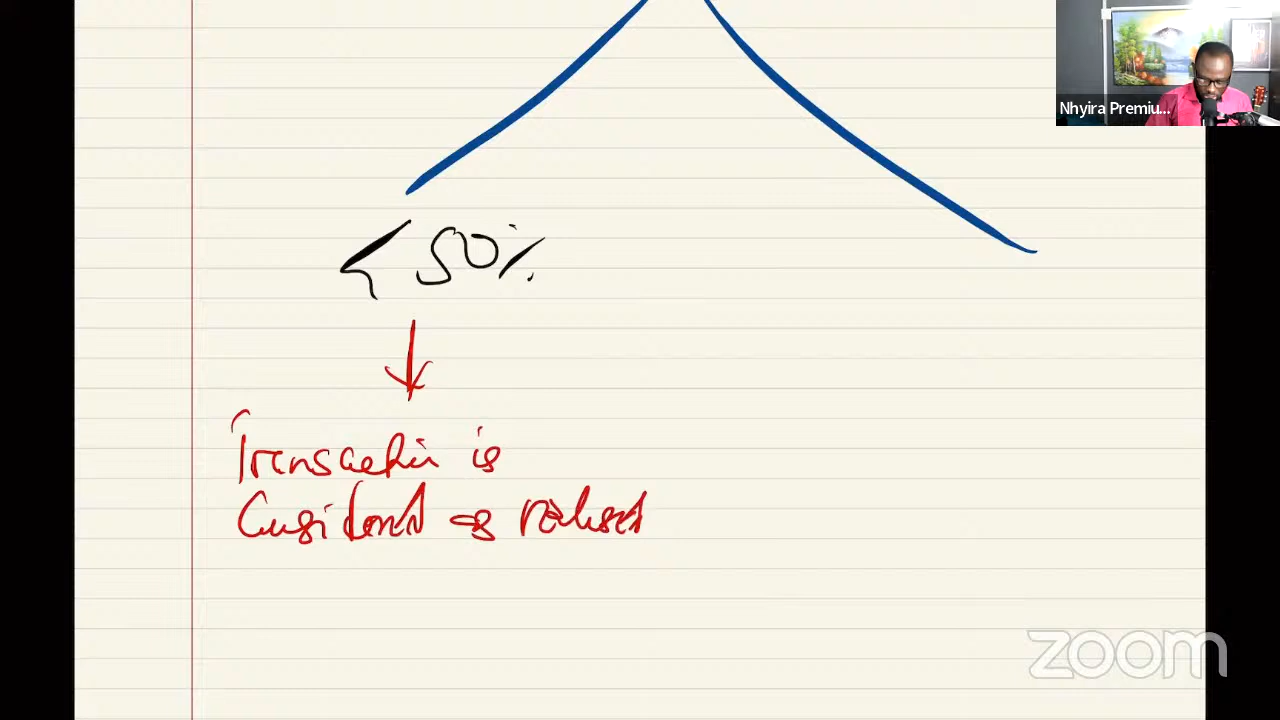 Nhyira Premiu...
< 50%
Transaction is
Considered as realised
zoom